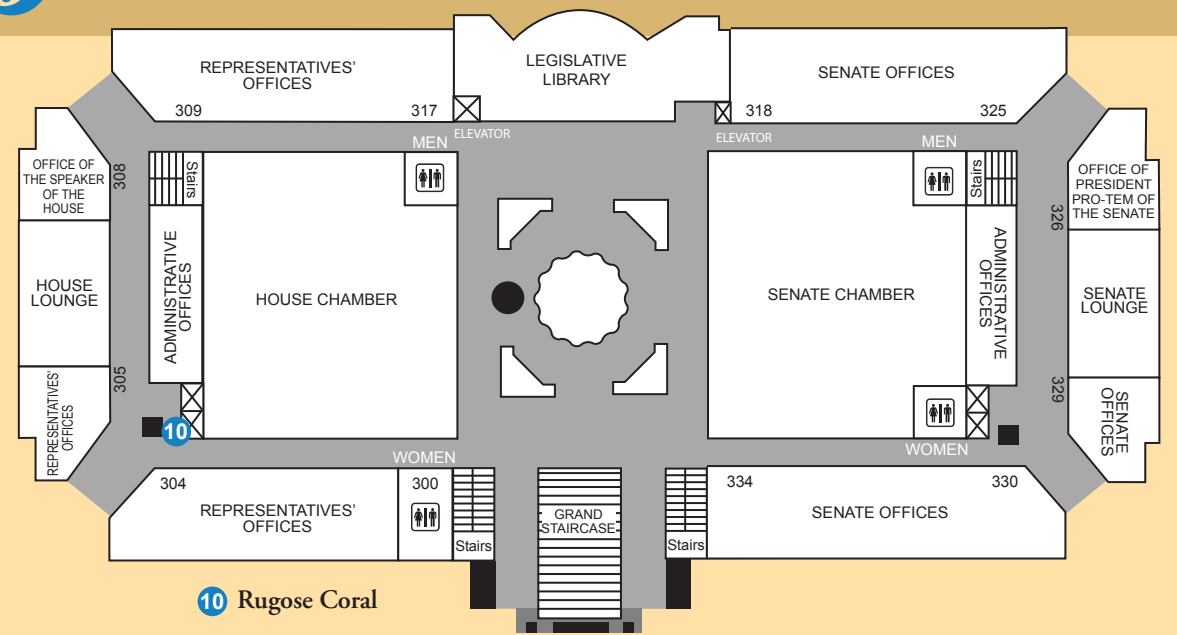 REPRESENTATIVES'
OFFICES
309
317
LEGISLATIVE
LIBRARY
SENATE OFFICES
318
325
ELEVATOR
ELEVATOR
MEN
MEN
OFFICE OF
THE SPEAKER
OF THE
HOUSE
308
Stairs
Stairs
OFFICE OF
PRESIDENT
PRO-TEM OF
THE SENATE
326
HOUSE
LOUNGE
ADMINISTRATIVE
OFFICES
HOUSE CHAMBER
SENATE CHAMBER
ADMINISTRATIVE
OFFICES
SENATE
LOUNGE
305
329
REPRESENTATIVES'
OFFICES
SENATE
OFFICES
10
WOMEN
WOMEN
304
300
REPRESENTATIVES'
OFFICES
Stairs
GRAND
STAIRCASE
Stairs
334
330
SENATE OFFICES
10 Rugose Coral